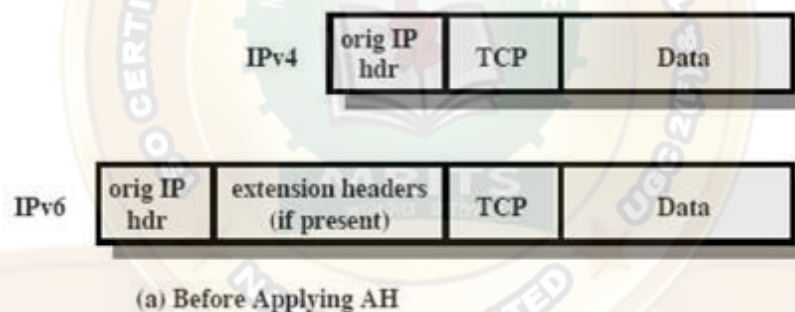 IPv4
orig IP
hdr
TCP
Data
IPv6
orig IP
hdr
extension headers
(if present)
TCP
Data
(a) Before Applying AH